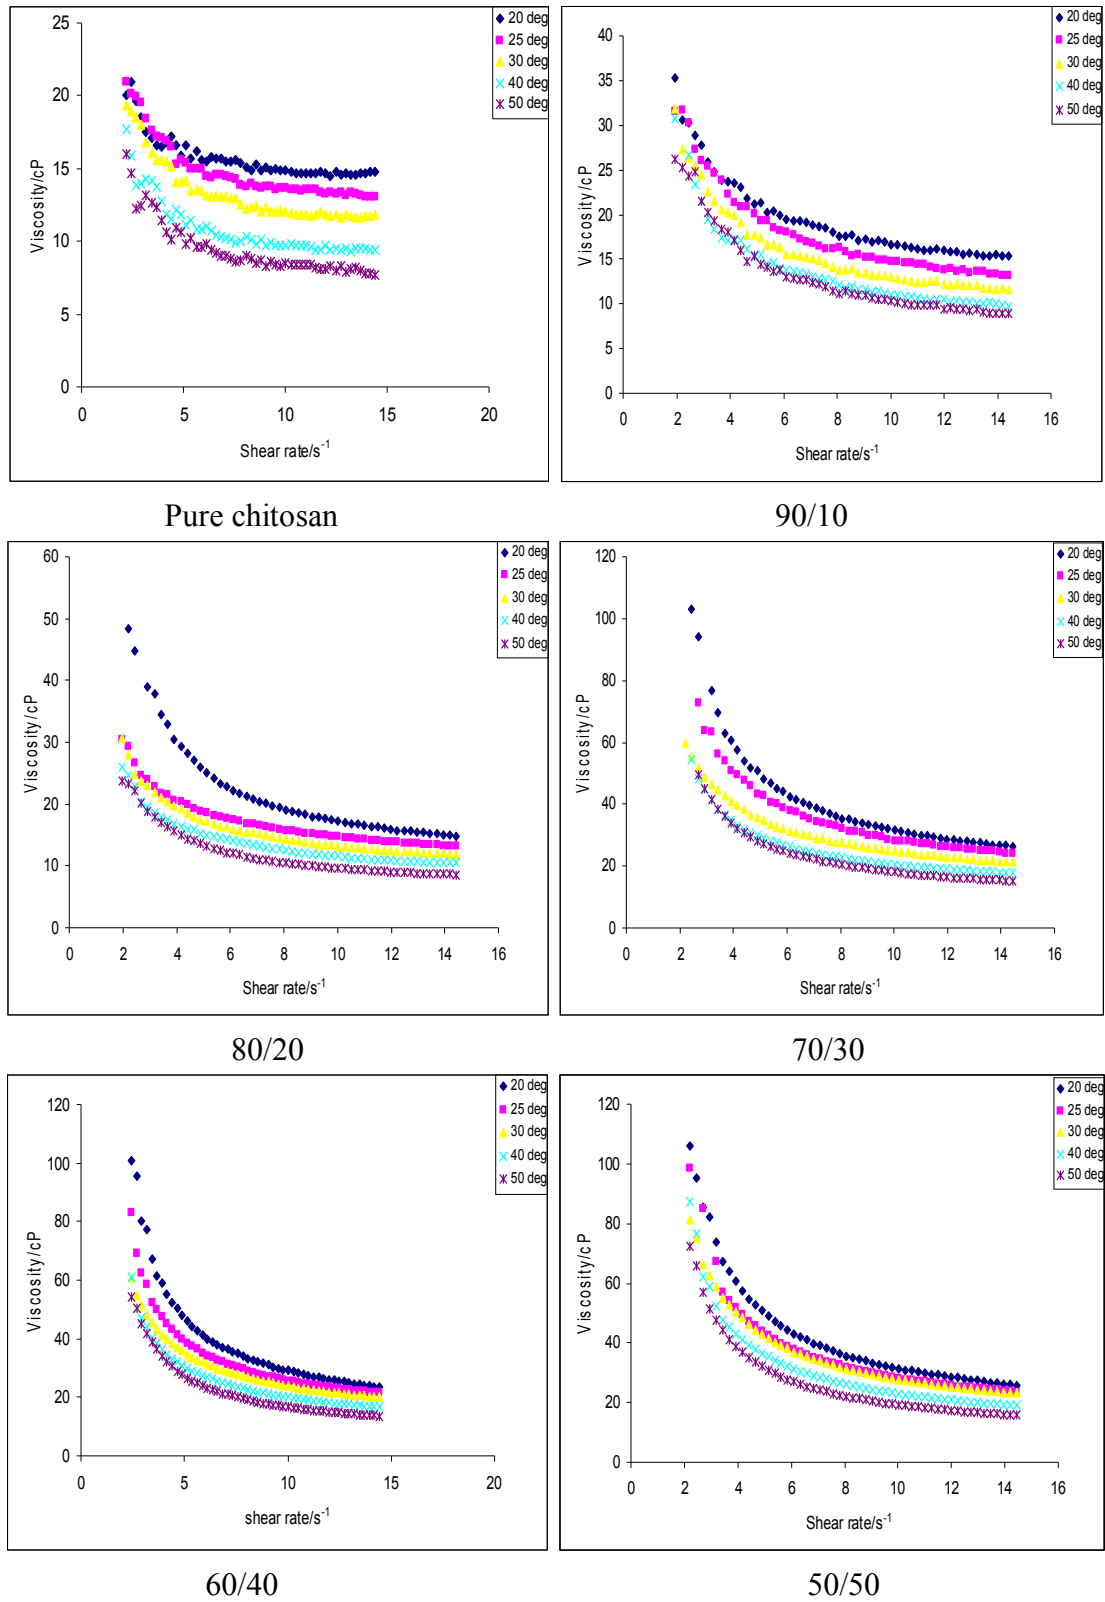 25
20
15
10
5
0
0 5 10 15 20
Viscosity/cP
Shear rate/s⁻¹
20 deg
25 deg
30 deg
40 deg
50 deg
Pure chitosan
40
35
30
25
20
15
10
5
0
0 2 4 6 8 10 12 14 16
Viscosity/cP
Shear rate/s⁻¹
20 deg
25 deg
30 deg
40 deg
50 deg
90/10
60
50
40
30
20
10
0
0 2 4 6 8 10 12 14 16
Viscosity/cP
Shear rate/s⁻¹
20 deg
25 deg
30 deg
40 deg
50 deg
80/20
120
100
80
60
40
20
0
0 2 4 6 8 10 12 14 16
Viscosity/cP
Shear rate/s⁻¹
20 deg
25 deg
30 deg
40 deg
50 deg
70/30
120
100
80
60
40
20
0
0 5 10 15 20
Viscosity/cP
shear rate/s⁻¹
20 deg
25 deg
30 deg
40 deg
50 deg
60/40
120
100
80
60
40
20
0
0 2 4 6 8 10 12 14 16
Viscosity/cP
Shear rate/s⁻¹
20 deg
25 deg
30 deg
40 deg
50 deg
50/50